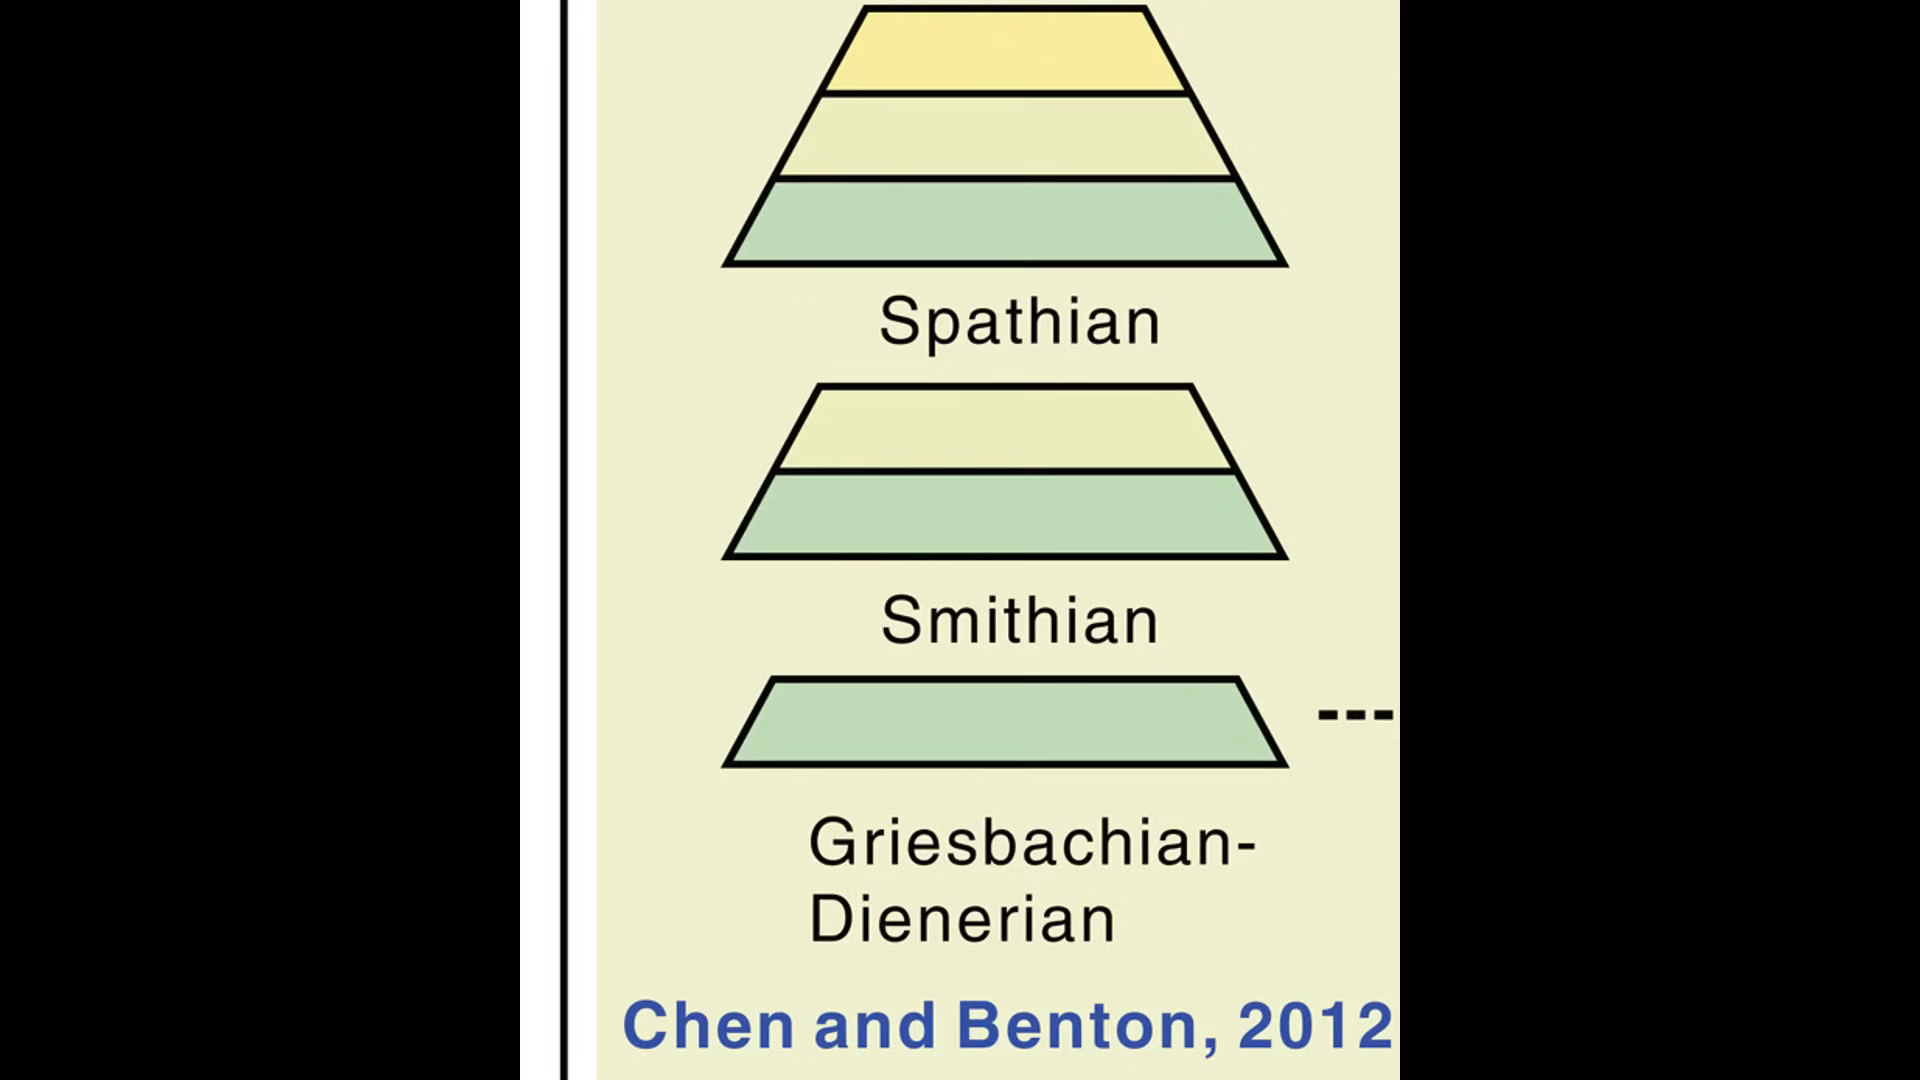 Spathian
Smithian
Griesbachian-
Dienerian
Chen and Benton, 2012